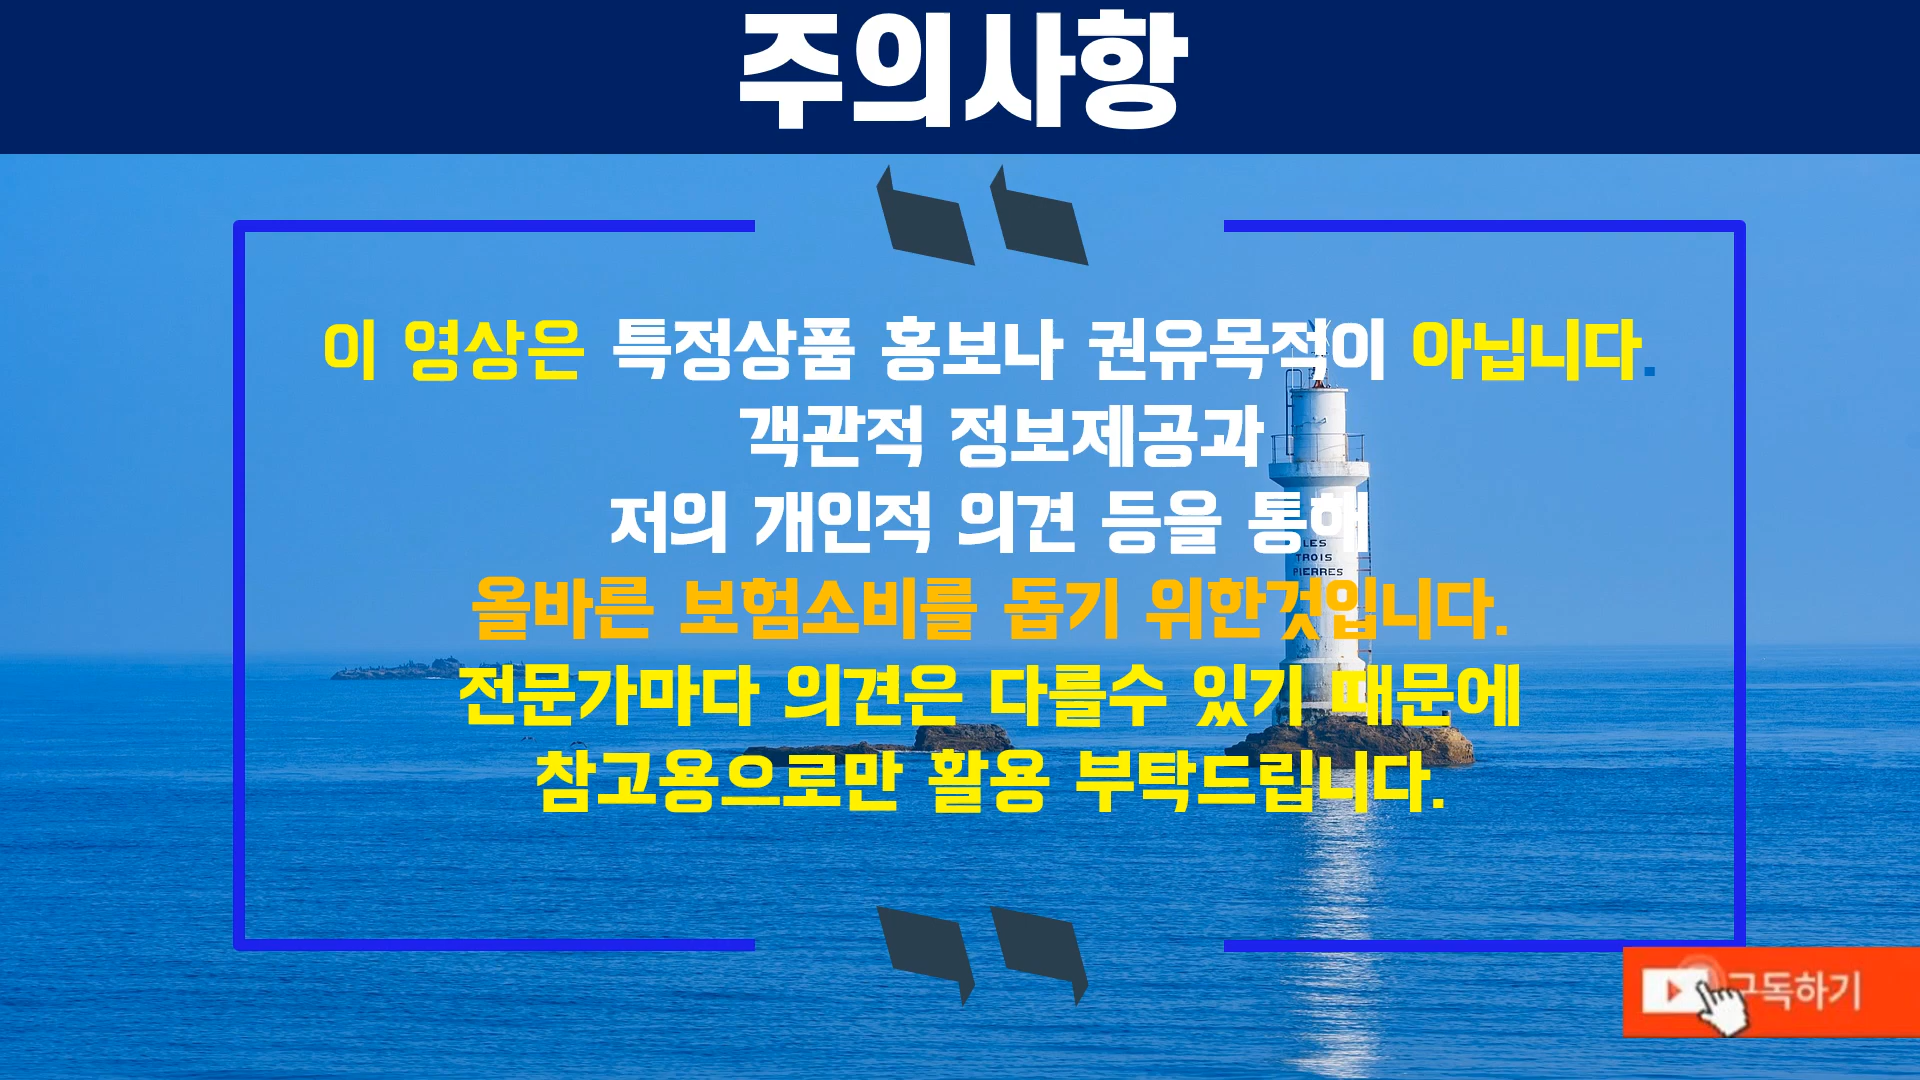 주의사항
이 영상은 특정상품 홍보나 권유목적이 아닙니다.
객관적 정보제공과
저의 개인적 의견 등을 통해
LES
TROIS
PIERRES
올바른 보험소비를 돕기 위한것입니다.
전문가마다 의견은 다를수 있기 때문에
참고용으로만 활용 부탁드립니다.
구독하기